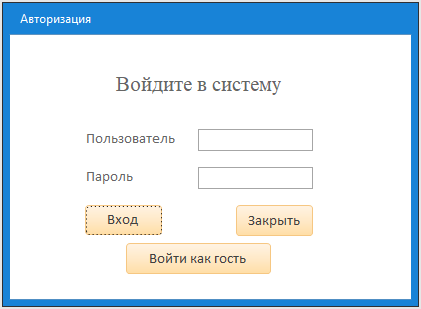 Авторизация
Войдите в систему
Пользователь
Пароль
Вход
Закрыть
Войти как гость